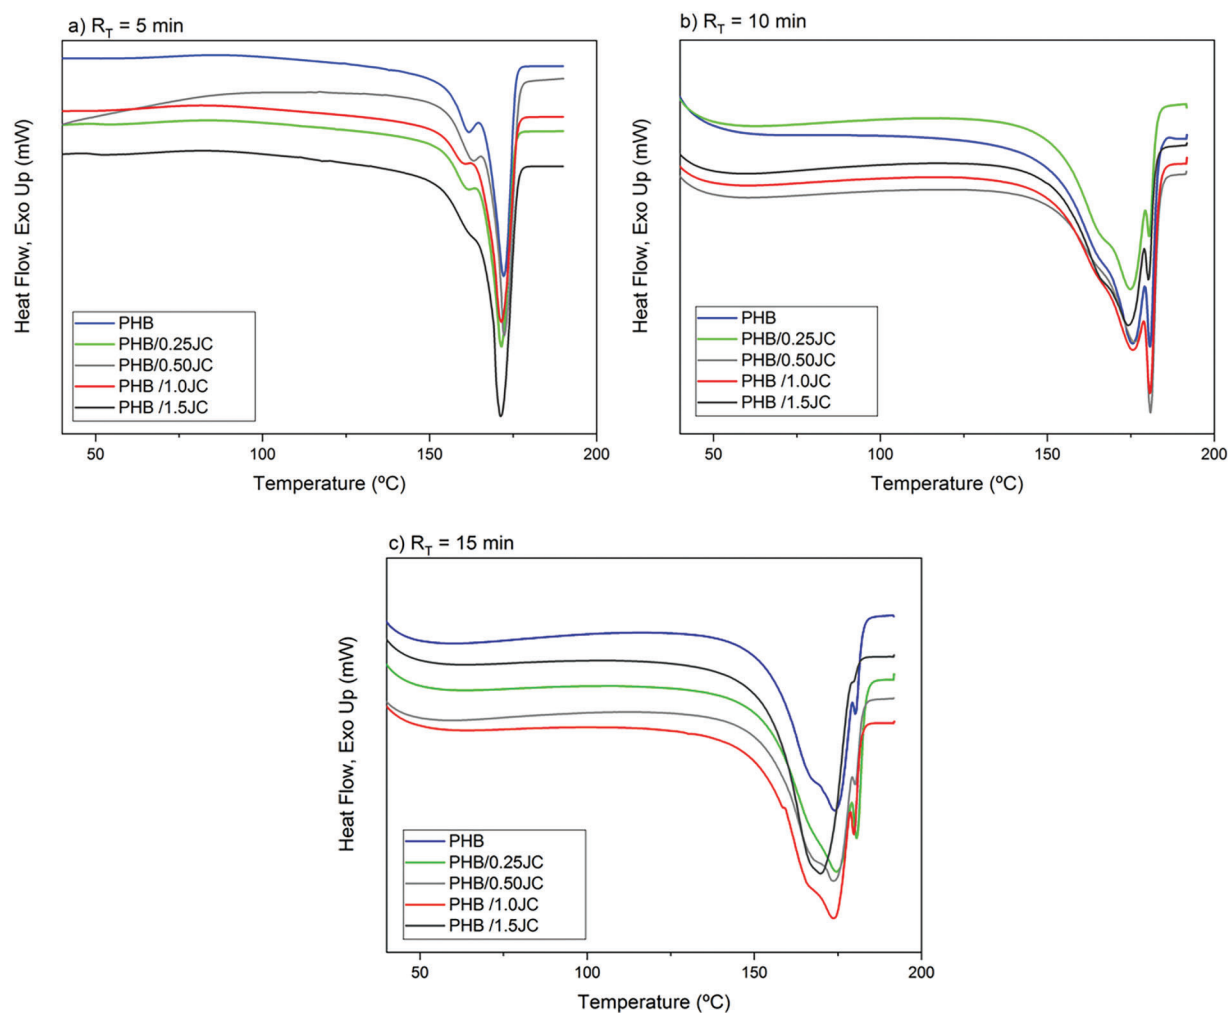 a) R_T = 5 min
Heat Flow, Exo Up (mW)
PHB
PHB/0.25JC
PHB/0.50JC
PHB /1.0JC
PHB /1.5JC
50 100 150 200
Temperature (ºC)
b) R_T = 10 min
Heat Flow, Exo Up (mW)
PHB
PHB/0.25JC
PHB/0.50JC
PHB /1.0JC
PHB /1.5JC
50 100 150 200
Temperature (ºC)
c) R_T = 15 min
Heat Flow, Exo Up (mW)
PHB
PHB/0.25JC
PHB/0.50JC
PHB /1.0JC
PHB /1.5JC
50 100 150 200
Temperature (ºC)